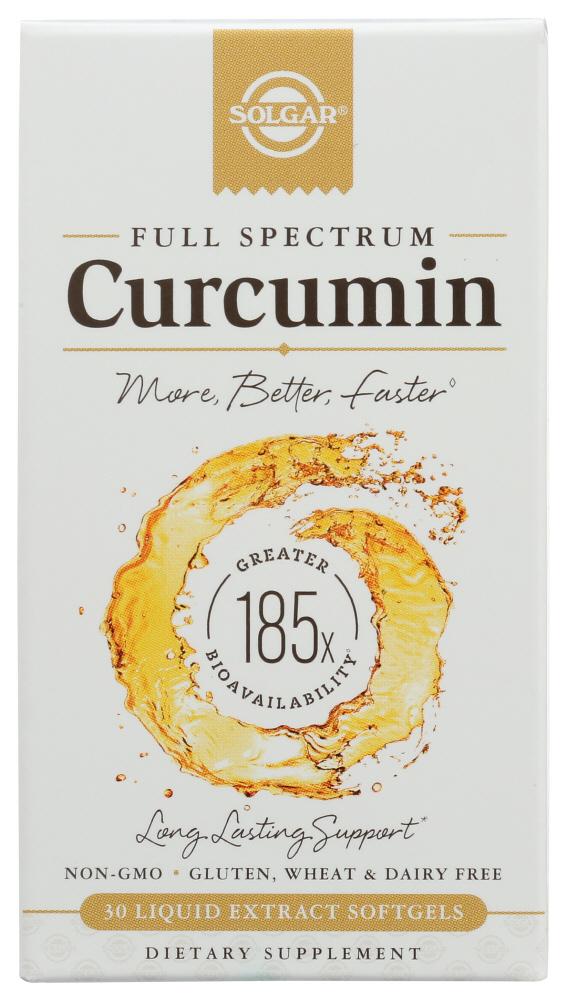 SOLGAR®
FULL SPECTRUM
Curcumin
More, Better, Faster◊
GREATER
185x
BIOAVAILABILITY◊
Long Lasting Support*
NON-GMO • GLUTEN, WHEAT & DAIRY FREE
30 LIQUID EXTRACT SOFTGELS
DIETARY SUPPLEMENT